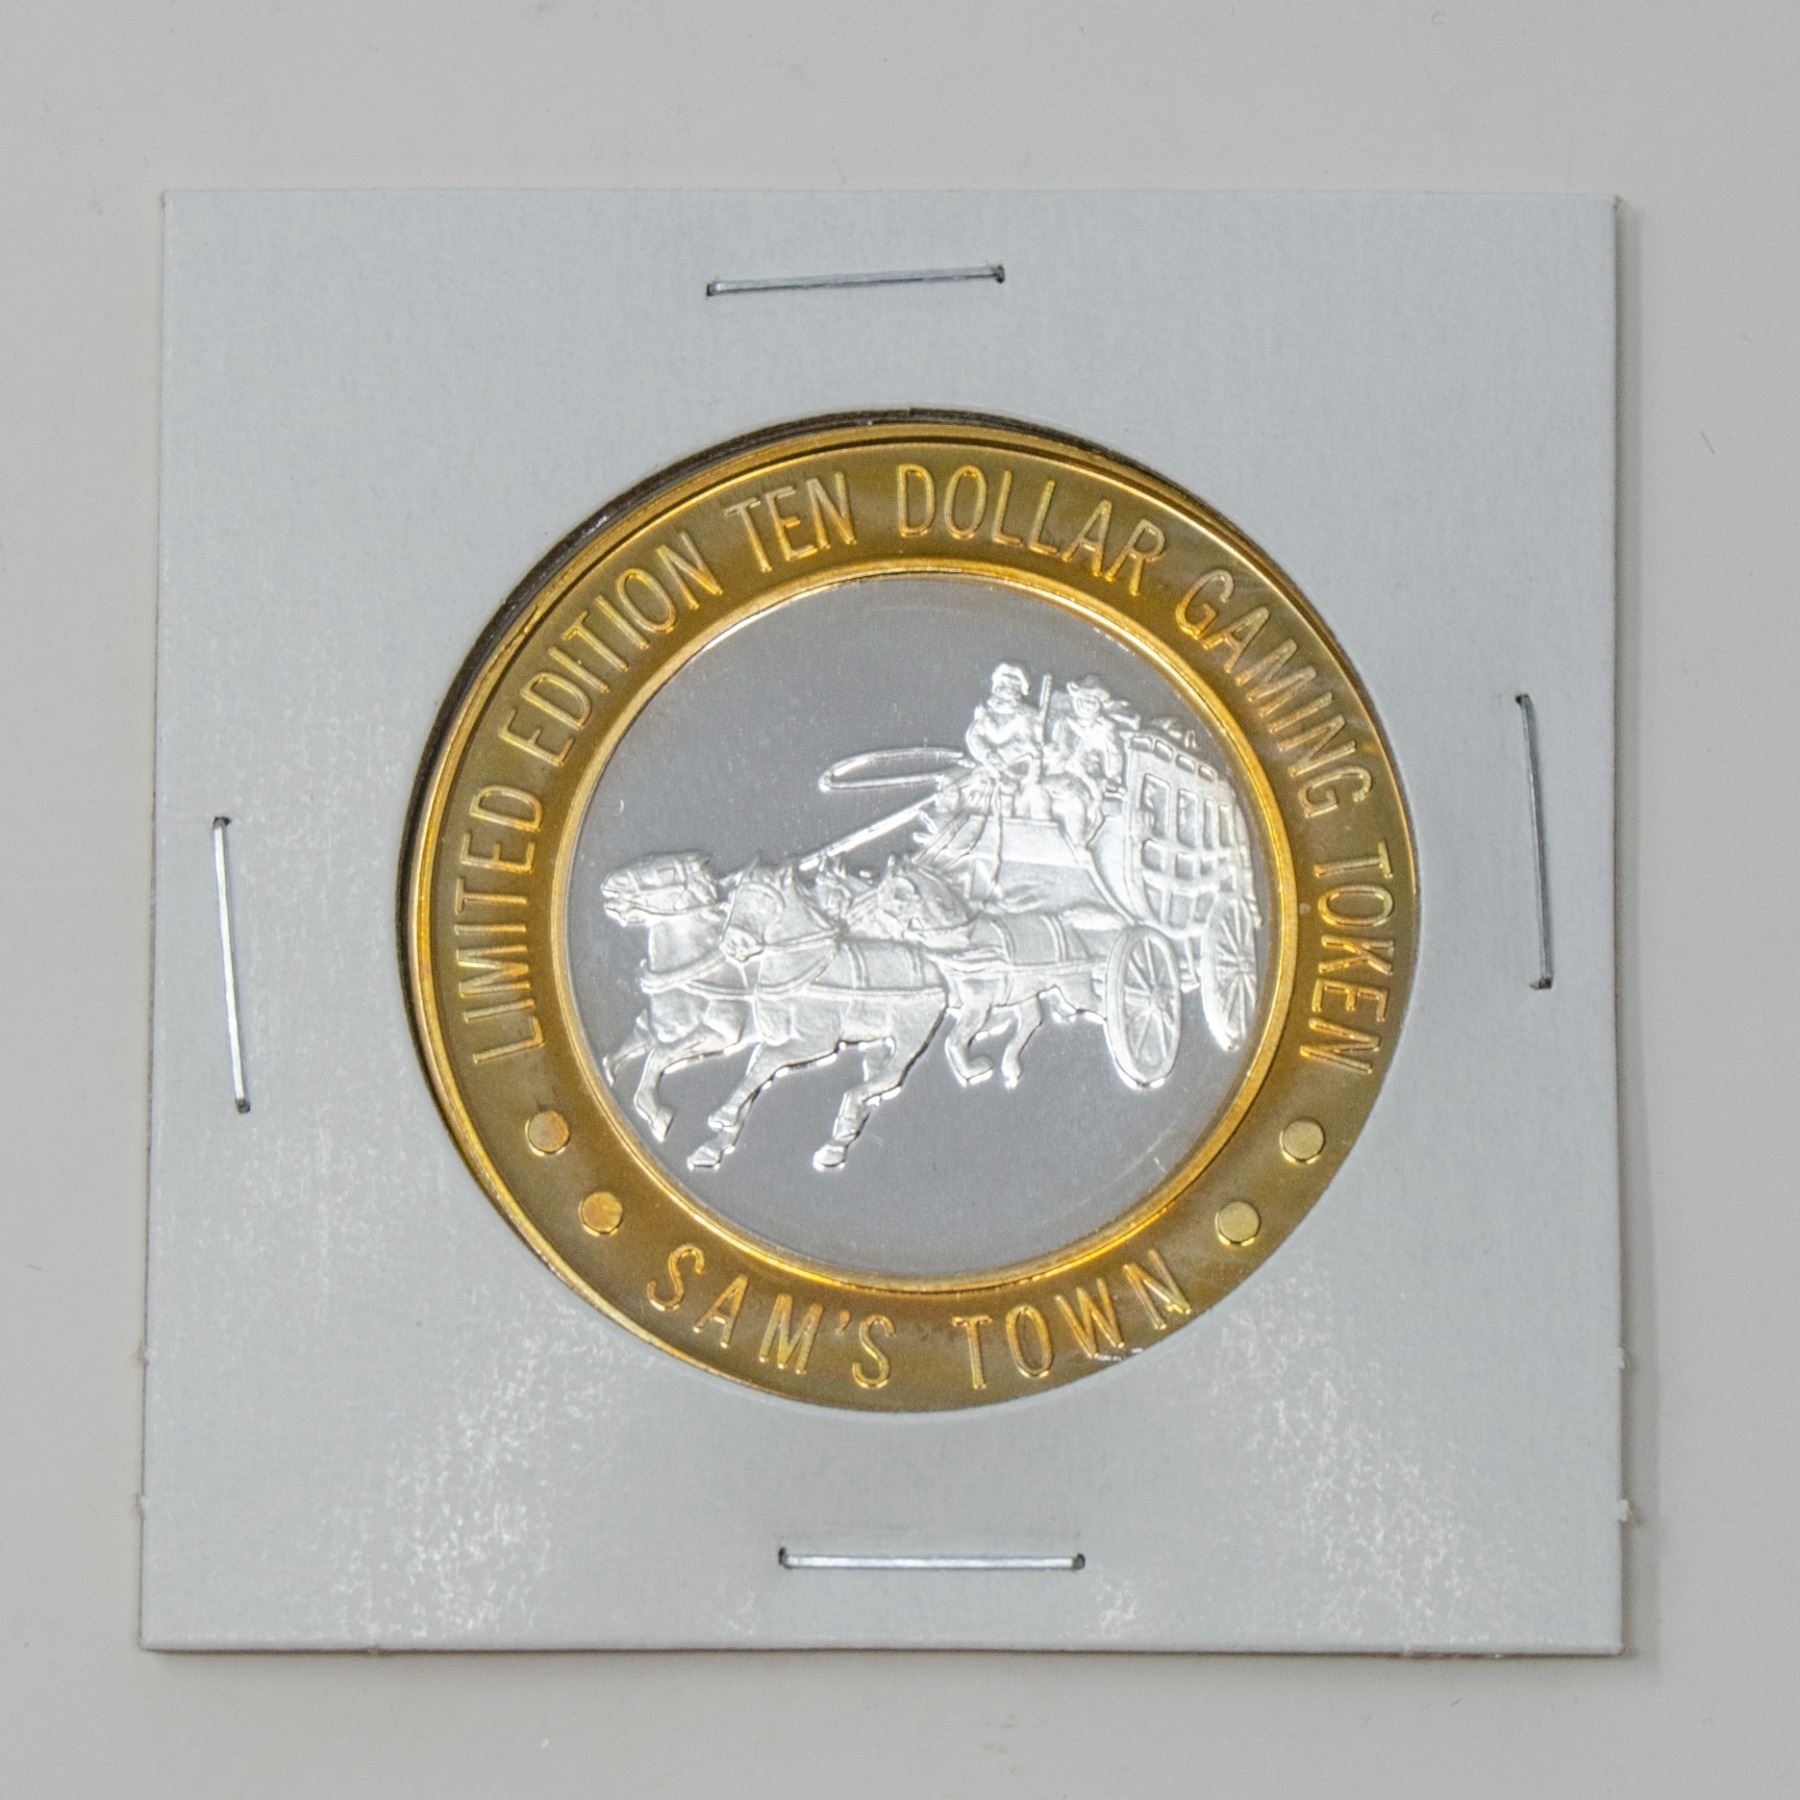 LIMITED EDITION TEN DOLLAR GAMING TOKEN
SAM'S TOWN